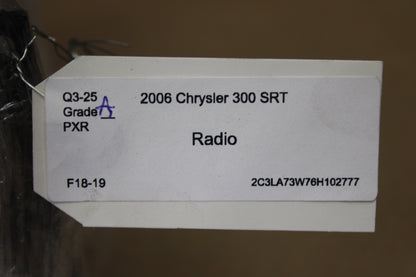 Q3-25
2006 Chrysler 300 SRT
Grade A
PXR
Radio
F18-19
2C3LA73W76H102777